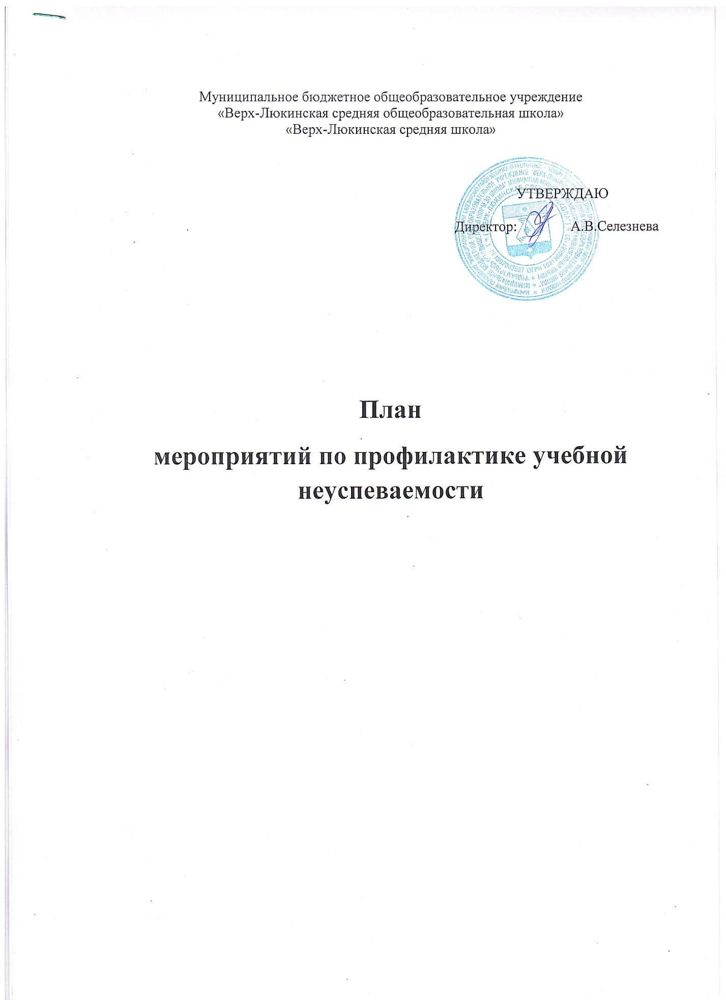 Муниципальное бюджетное общеобразовательное учреждение
«Верх-Люкинская средняя общеобразовательная школа»
«Верх-Люкинская средняя школа»
УТВЕРЖДАЮ
Директор: А.В.Селезнева
План
мероприятий по профилактике учебной
неуспеваемости